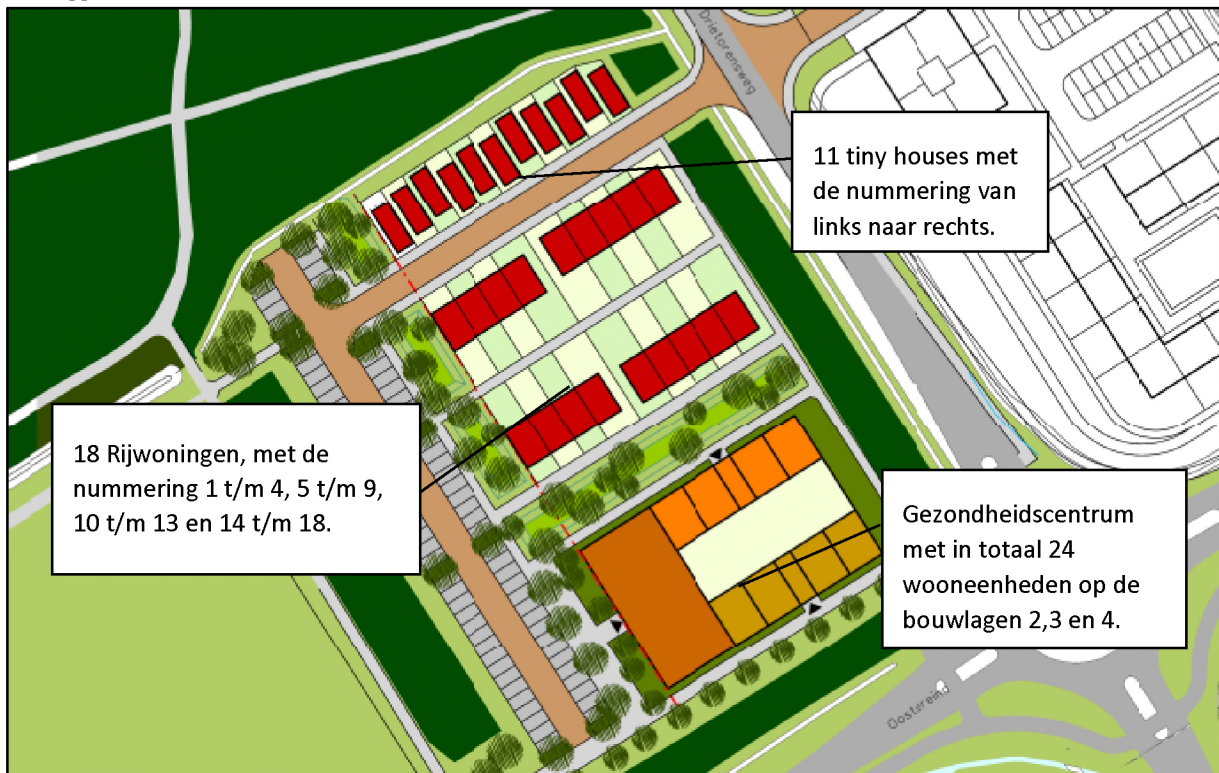 Drietorensweg
11 tiny houses met
de nummering van
links naar rechts.
18 Rijwoningen, met de
nummering 1 t/m 4, 5 t/m 9,
10 t/m 13 en 14 t/m 18.
Gezondheidscentrum
met in totaal 24
wooneenheden op de
bouwlagen 2,3 en 4.